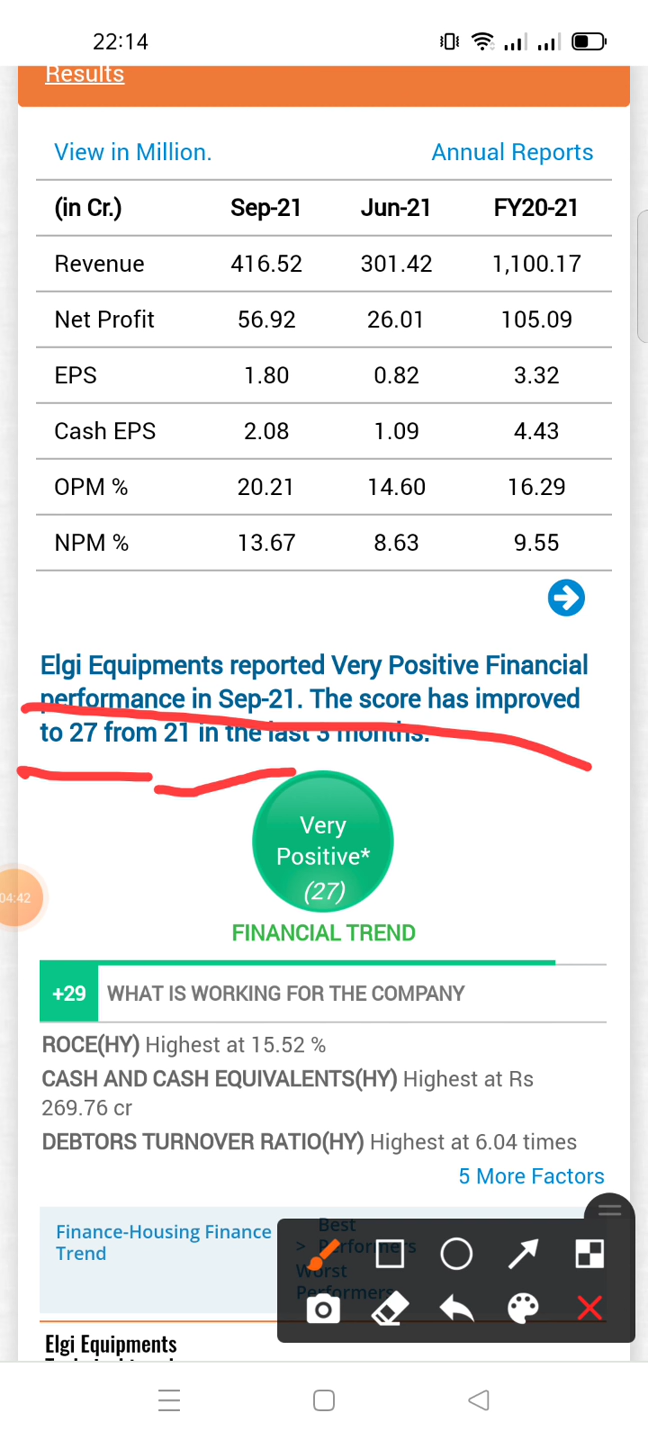 22:14
Results
View in Million. Annual Reports
(in Cr.) Sep-21 Jun-21 FY20-21
Revenue 416.52 301.42 1,100.17
Net Profit 56.92 26.01 105.09
EPS 1.80 0.82 3.32
Cash EPS 2.08 1.09 4.43
OPM % 20.21 14.60 16.29
NPM % 13.67 8.63 9.55
Elgi Equipments reported Very Positive Financial
performance in Sep-21. The score has improved
to 27 from 21 in the last 3 months.
Very
Positive*
(27)
04:42
FINANCIAL TREND
+29 WHAT IS WORKING FOR THE COMPANY
ROCE(HY) Highest at 15.52 %
CASH AND CASH EQUIVALENTS(HY) Highest at Rs
269.76 cr
DEBTORS TURNOVER RATIO(HY) Highest at 6.04 times
5 More Factors
Finance-Housing Finance
Trend
Best
> Performers
Worst
Performers
Elgi Equipments